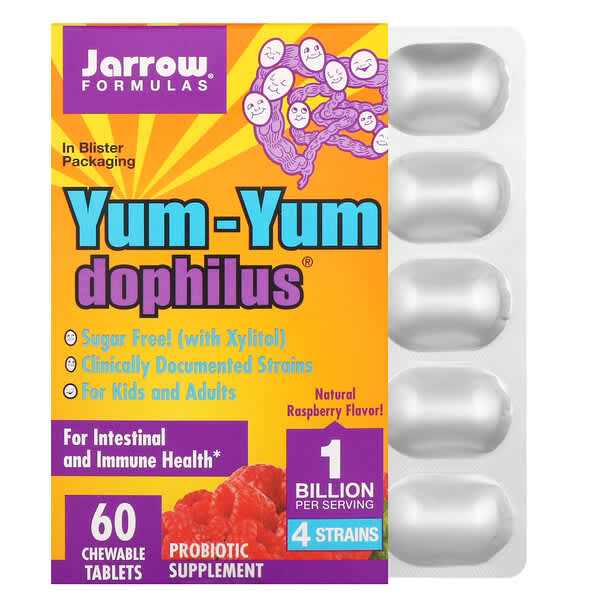 Jarrow
FORMULAS®
In Blister
Packaging
Yum-Yum
dophilus®
Sugar Free! (with Xylitol)
Clinically Documented Strains
For Kids and Adults
Natural
Raspberry Flavor!
For Intestinal
and Immune Health*
1
BILLION
PER SERVING
4 STRAINS
60
CHEWABLE
TABLETS
PROBIOTIC
SUPPLEMENT